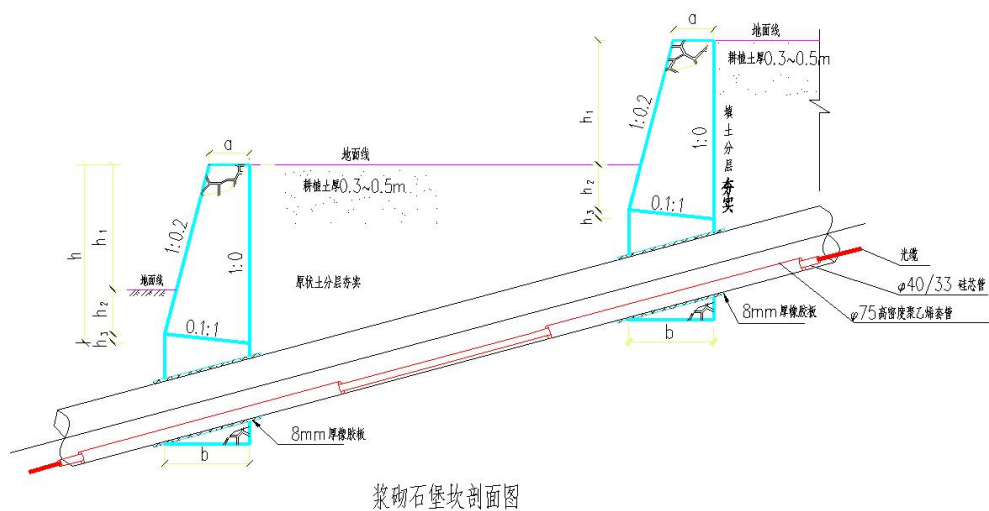 a
地面线
耕植土厚0.3~0.5m
h₁
1:0.2
1:0
填土分层夯实
h₂
h₃
0.1:1
a
地面线
耕植土厚0.3~0.5m
h
h₁
1:0.2
1:0
地面线
原状土分层夯实
h₂
h₃
0.1:1
光缆
φ40/33 硅芯管
φ75高密度聚乙烯套管
8mm厚橡胶板
b
8mm厚橡胶板
b
浆砌石堡坎剖面图